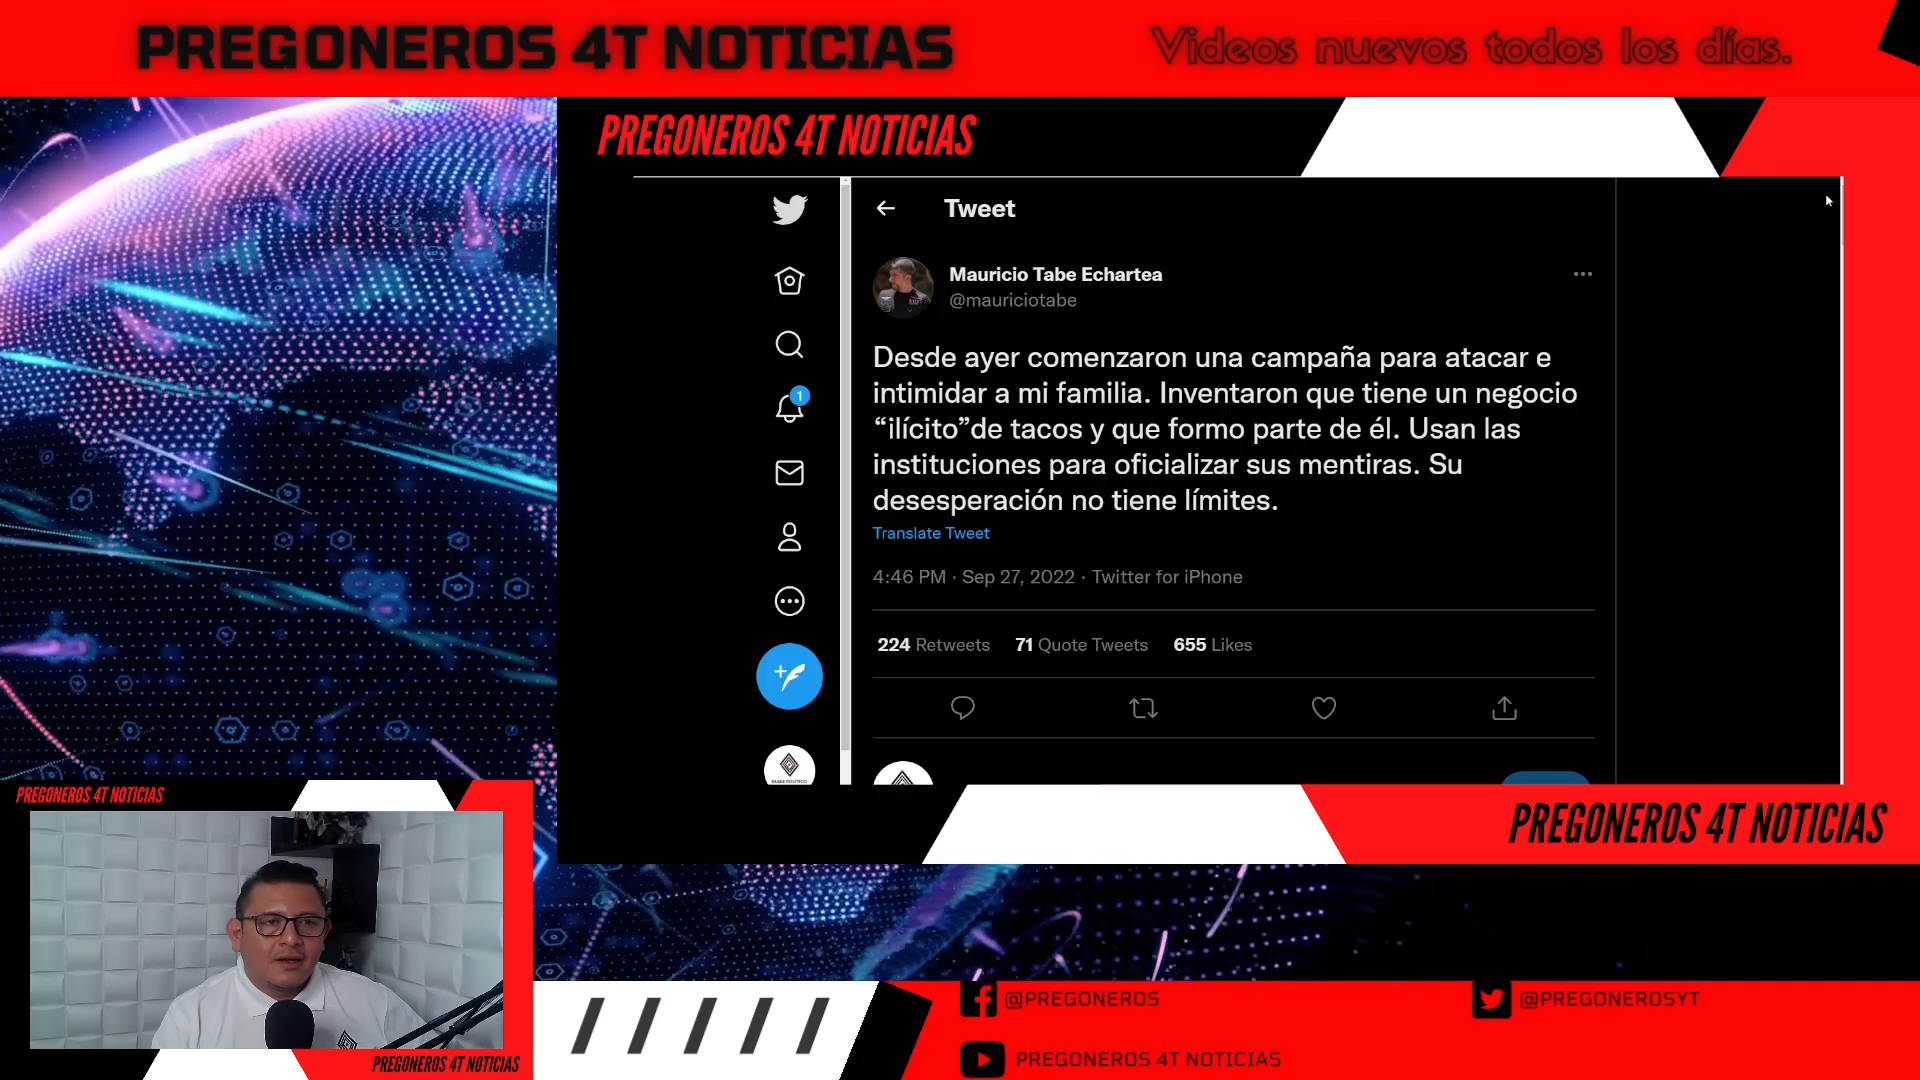 PREGONEROS 4T NOTICIAS
Videos nuevos todos los días.
PREGONEROS 4T NOTICIAS
Tweet
Mauricio Tabe Echartea
@mauriciotabe
Desde ayer comenzaron una campaña para atacar e
intimidar a mi familia. Inventaron que tiene un negocio
“ilícito”de tacos y que formo parte de él. Usan las
instituciones para oficializar sus mentiras. Su
desesperación no tiene límites.
Translate Tweet
4:46 PM · Sep 27, 2022 · Twitter for iPhone
224 Retweets 71 Quote Tweets 655 Likes
1
PREGONEROS 4T NOTICIAS
PREGONEROS 4T NOTICIAS
PREGONEROS 4T NOTICIAS
@PREGONEROS
@PREGONEROSYT
PREGONEROS 4T NOTICIAS